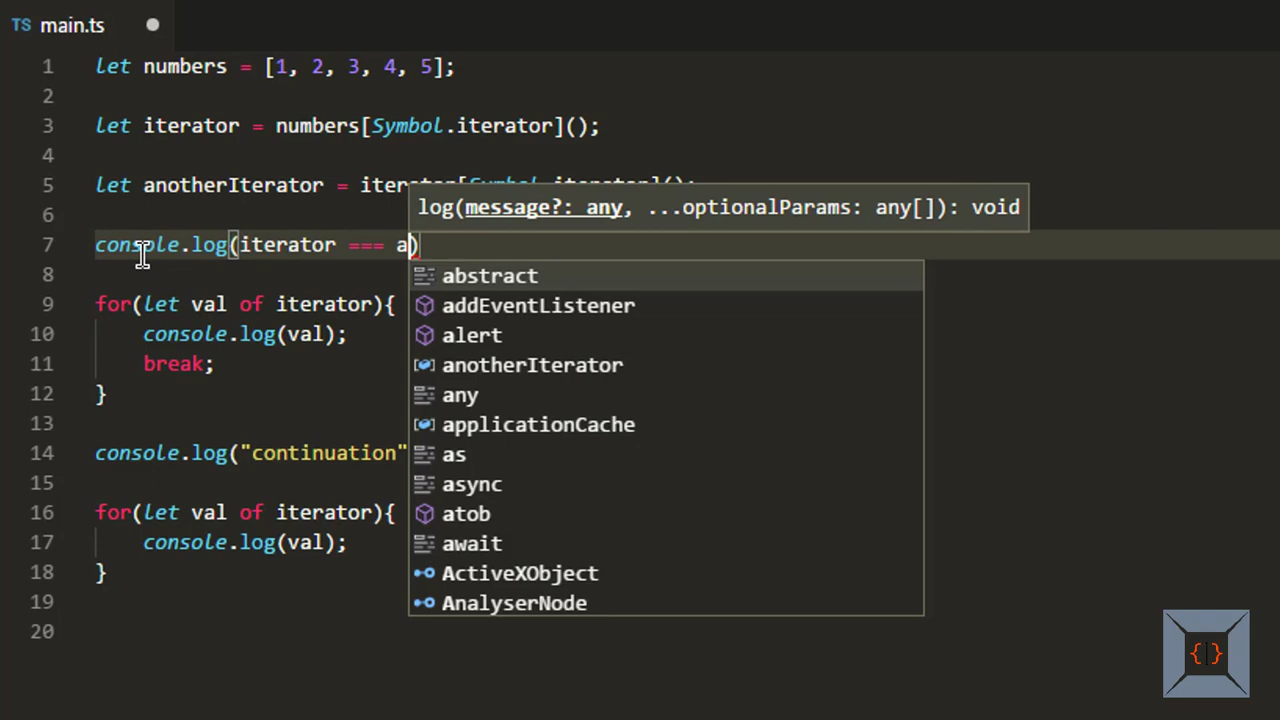 TS main.ts
1 let numbers = [1, 2, 3, 4, 5];
2
3 let iterator = numbers[Symbol.iterator]();
4
5 let anotherIterator = iterator[Symbol.iterator]();
log(message?: any, ...optionalParams: any[]): void
6
7 console.log(iterator === a)
8
abstract
addEventListener
alert
anotherIterator
any
applicationCache
as
async
atob
await
ActiveXObject
AnalyserNode
9 for(let val of iterator){
10 console.log(val);
11 break;
12 }
13
14 console.log("continuation"
15
16 for(let val of iterator){
17 console.log(val);
18 }
19
20
{|}